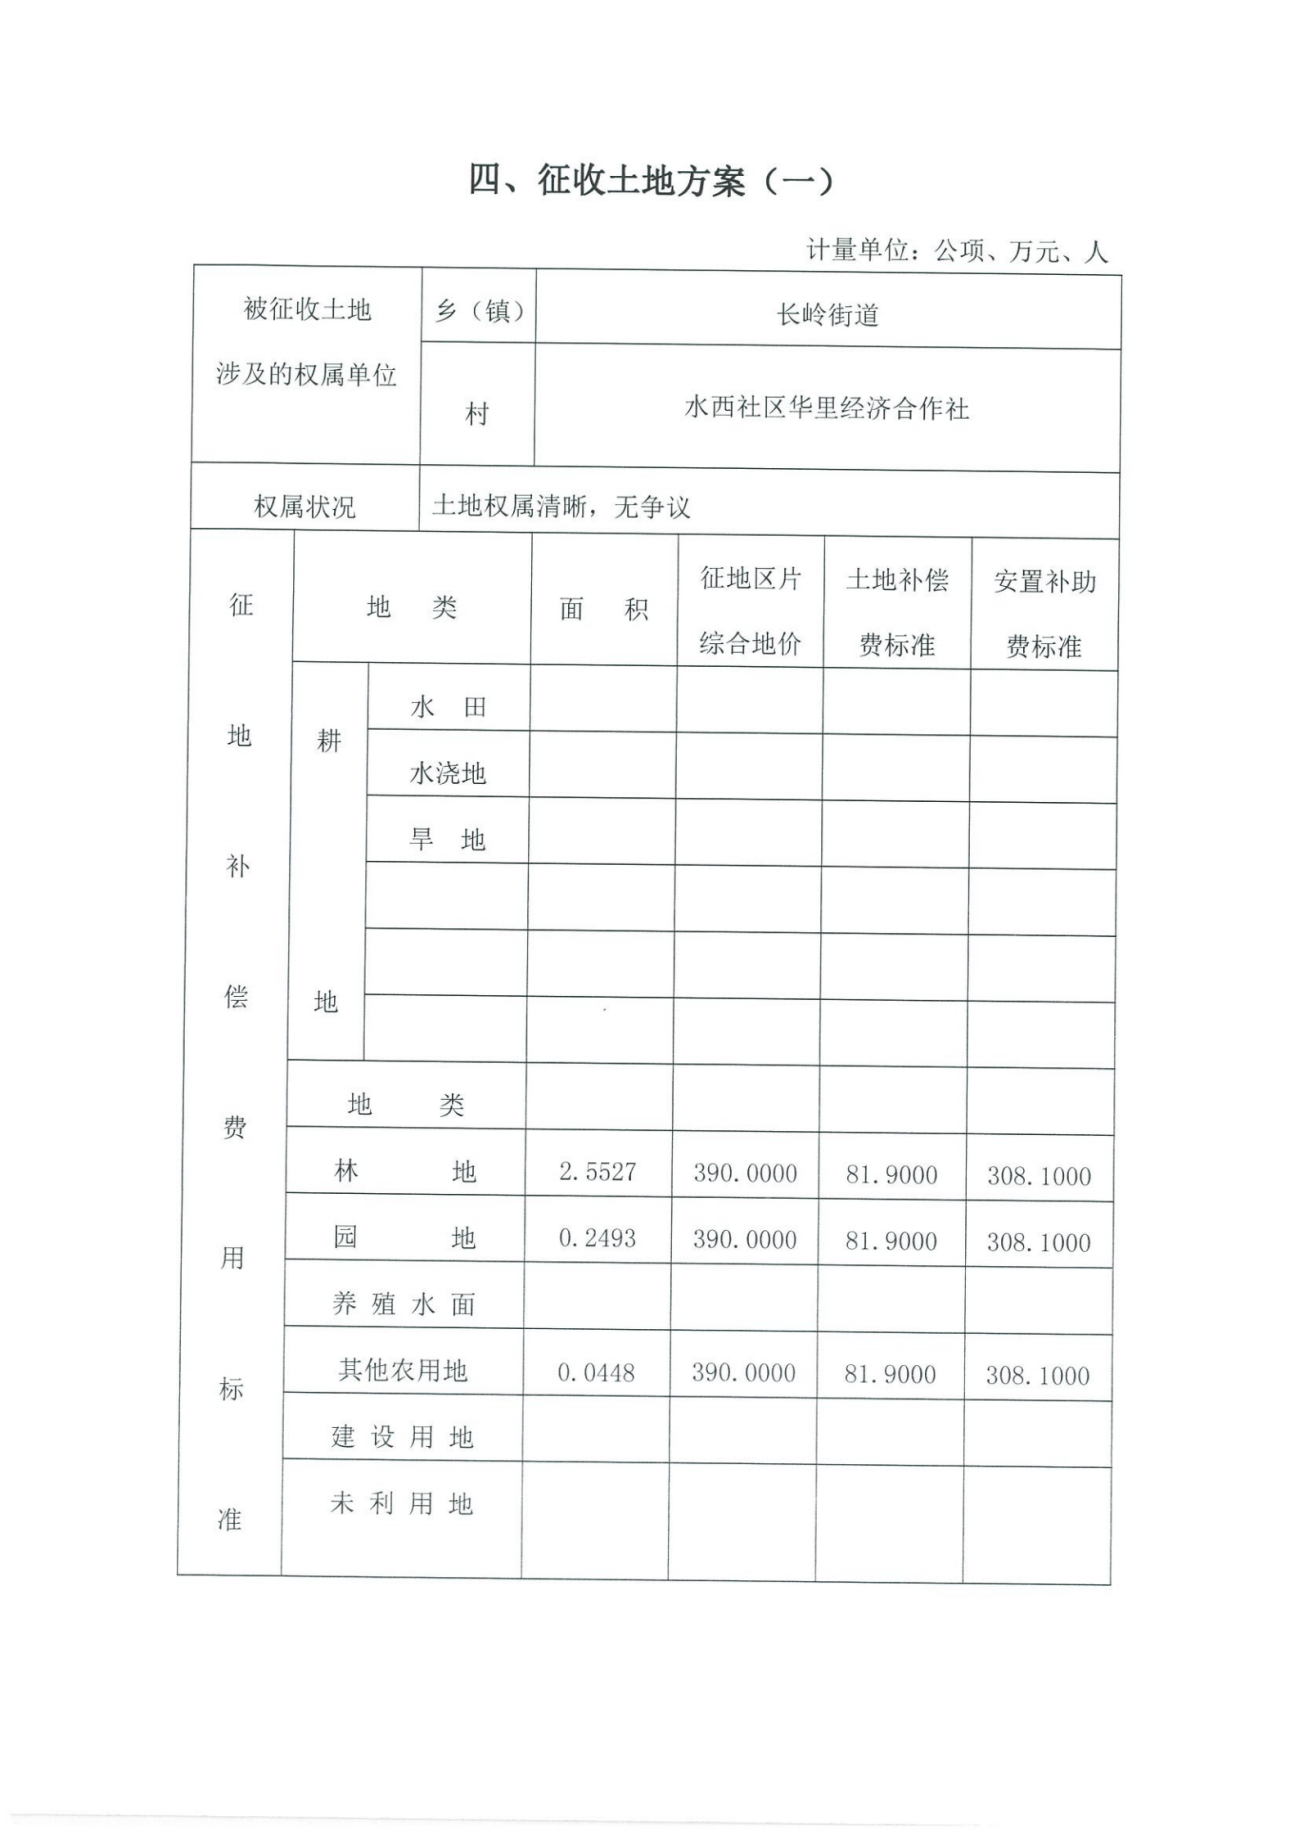 四、征收土地方案（一）
计量单位：公项、万元、人
被征收土地
涉及的权属单位
乡（镇）
长岭街道
村
水西社区华里经济合作社
权属状况
土地权属清晰，无争议
征地补偿费用标准
地 类
面 积
征地区片
综合地价
土地补偿
费标准
安置补助
费标准
耕地
水 田
水浇地
旱 地
地 类
林 地 2.5527 390.0000 81.9000 308.1000
园 地 0.2493 390.0000 81.9000 308.1000
养 殖 水 面
其他农用地 0.0448 390.0000 81.9000 308.1000
建 设 用 地
未 利 用 地